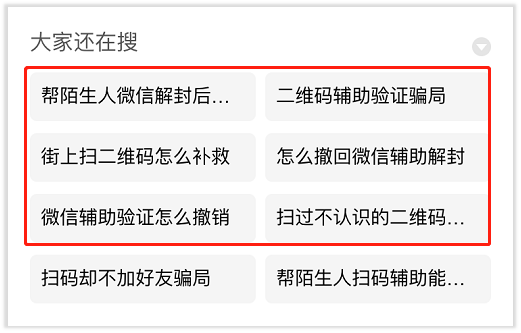 大家还在搜
帮陌生人微信解封后...
二维码辅助验证骗局
街上扫二维码怎么补救
怎么撤回微信辅助解封
微信辅助验证怎么撤销
扫过不认识的二维码...
扫码却不加好友骗局
帮陌生人扫码辅助能...